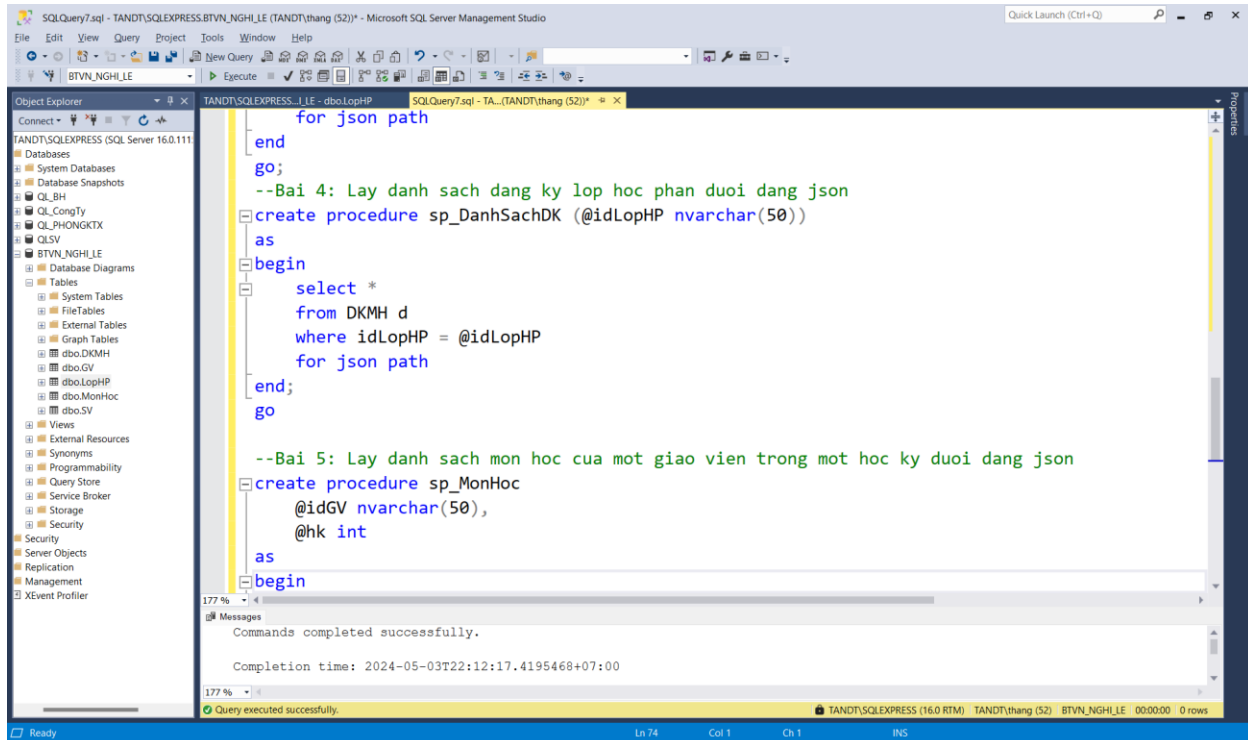 SQLQuery7.sql - TANDT\SQLEXPRESS.BTVN_NGHI_LE (TANDT\thang (52))* - Microsoft SQL Server Management Studio
Quick Launch (Ctrl+Q)
File Edit View Query Project Tools Window Help
New Query
BTVN_NGHI_LE
Execute
Object Explorer
Connect
TANDT\SQLEXPRESS (SQL Server 16.0.111
Databases
System Databases
Database Snapshots
QL_BH
QL_CongTy
QL_PHONGKTX
QLSV
BTVN_NGHI_LE
Database Diagrams
Tables
System Tables
FileTables
External Tables
Graph Tables
dbo.DKMH
dbo.GV
dbo.LopHP
dbo.MonHoc
dbo.SV
Views
External Resources
Synonyms
Programmability
Query Store
Service Broker
Storage
Security
Security
Server Objects
Replication
Management
XEvent Profiler
TANDT\SQLEXPRESS...I_LE - dbo.LopHP
SQLQuery7.sql - TA...(TANDT\thang (52))*
for json path
end
go;
--Bai 4: Lay danh sach dang ky lop hoc phan duoi dang json
create procedure sp_DanhSachDK (@idLopHP nvarchar(50))
as
begin
select *
from DKMH d
where idLopHP = @idLopHP
for json path
end;
go
--Bai 5: Lay danh sach mon hoc cua mot giao vien trong mot hoc ky duoi dang json
create procedure sp_MonHoc
@idGV nvarchar(50),
@hk int
as
begin
177 %
Messages
Commands completed successfully.
Completion time: 2024-05-03T22:12:17.4195468+07:00
177 %
Query executed successfully.
TANDT\SQLEXPRESS (16.0 RTM) TANDT\thang (52) BTVN_NGHI_LE 00:00:00 0 rows
Properties
Ready
Ln 74 Col 1 Ch 1 INS